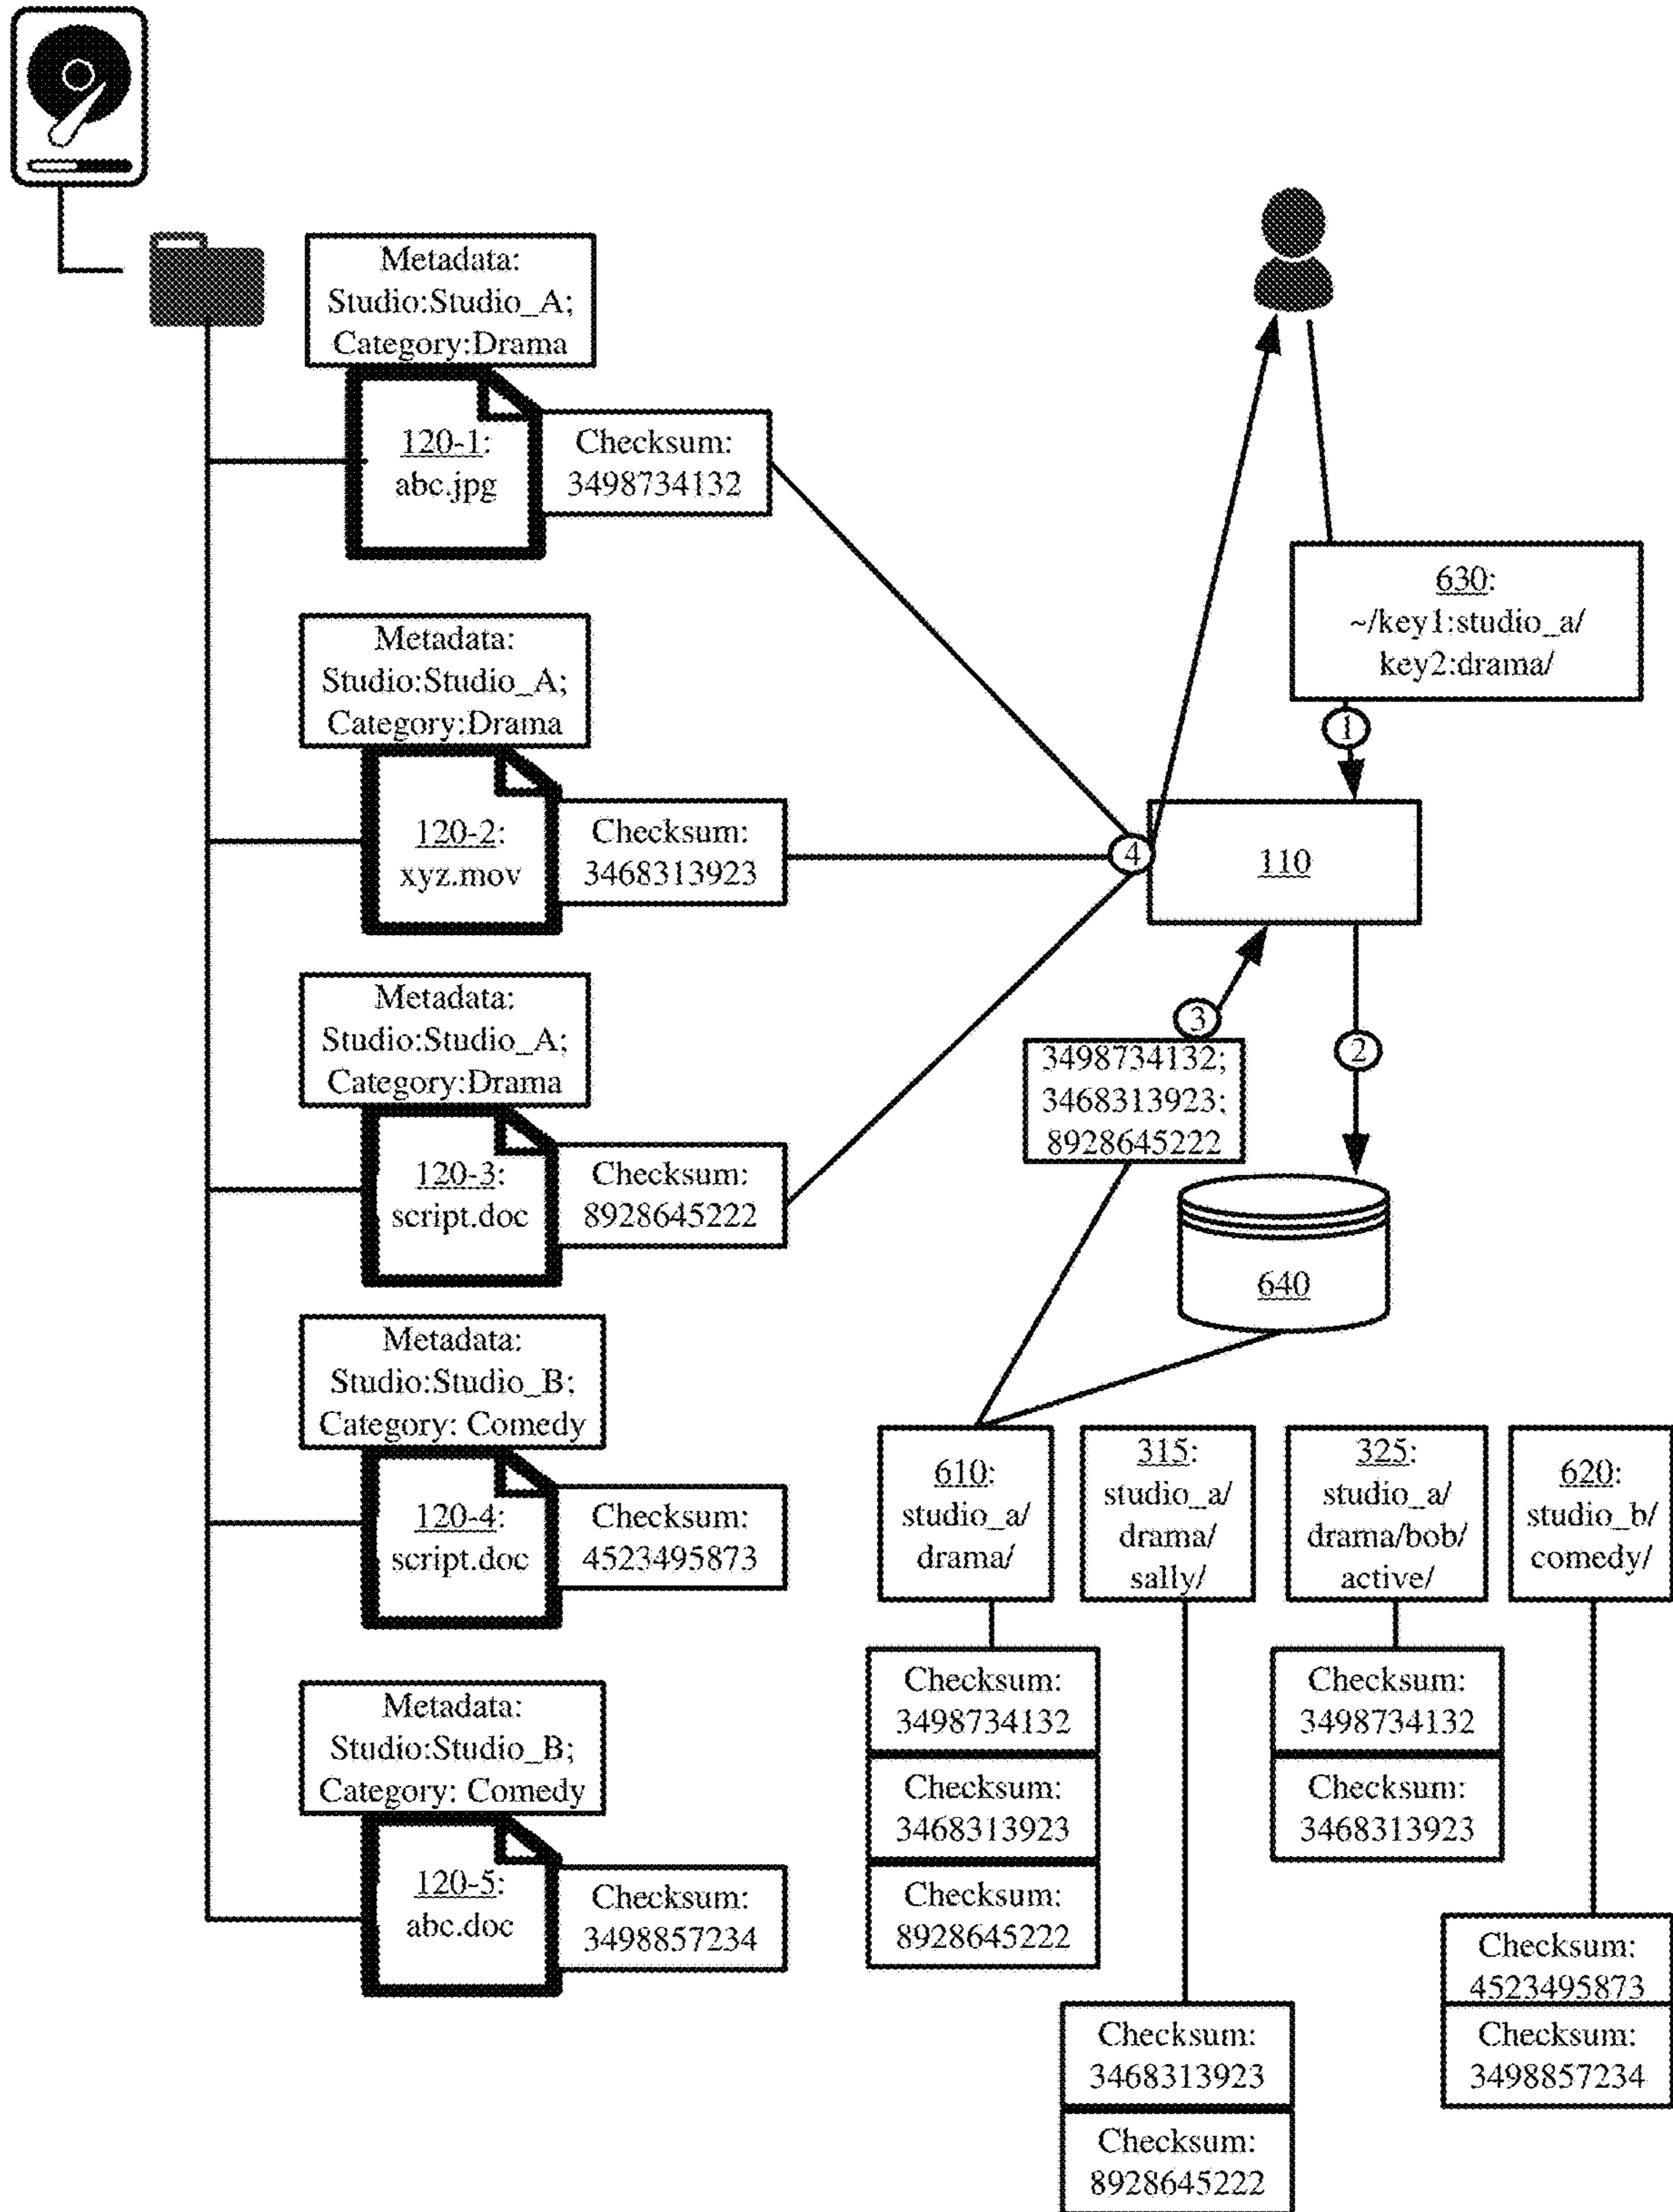 Metadata:
Studio:Studio_A;
Category:Drama
120-1:
abc.jpg
Checksum:
3498734132
630:
~/key1:studio_a/
key2:drama/
1
Metadata:
Studio:Studio_A;
Category:Drama
120-2:
xyz.mov
Checksum:
3468313923
4
110
Metadata:
Studio:Studio_A;
Category:Drama
120-3:
script.doc
Checksum:
8928645222
3
3498734132;
3468313923;
8928645222
2
640
Metadata:
Studio:Studio_B;
Category: Comedy
120-4:
script.doc
Checksum:
4523495873
610:
studio_a/
drama/
315:
studio_a/
drama/
sally/
325:
studio_a/
drama/bob/
active/
620:
studio_b/
comedy/
Metadata:
Studio:Studio_B;
Category: Comedy
120-5:
abc.doc
Checksum:
3498857234
Checksum:
3498734132
Checksum:
3468313923
Checksum:
8928645222
Checksum:
3468313923
Checksum:
8928645222
Checksum:
3498734132
Checksum:
3468313923
Checksum:
4523495873
Checksum:
3498857234